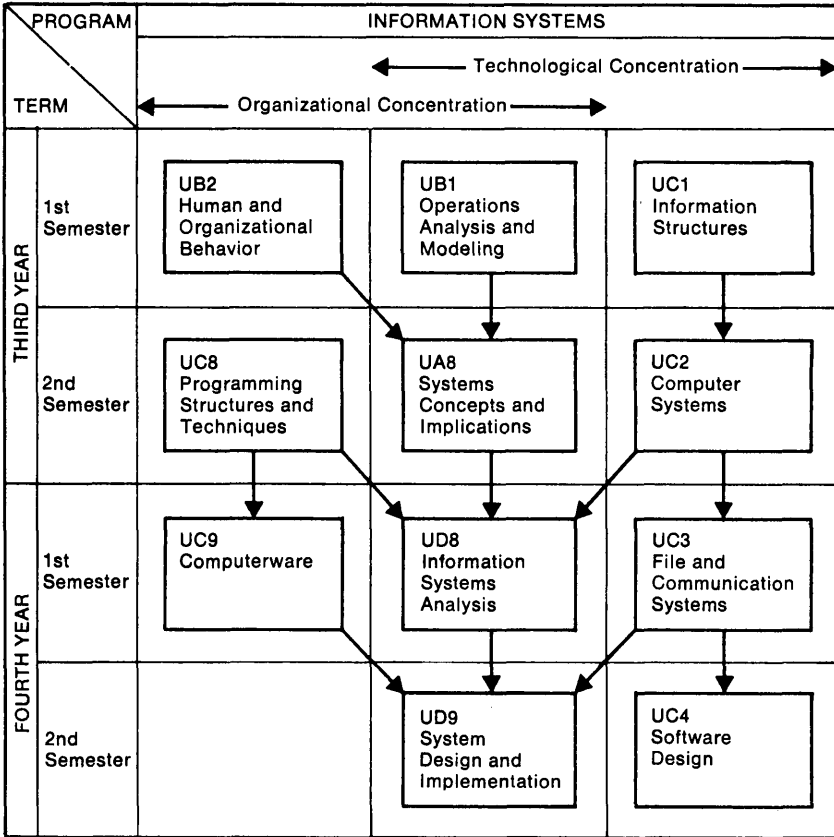 PROGRAM
INFORMATION SYSTEMS
Technological Concentration
TERM
Organizational Concentration
THIRD YEAR
1st
Semester
UB2
Human and
Organizational
Behavior
UB1
Operations
Analysis and
Modeling
UC1
Information
Structures
2nd
Semester
UC8
Programming
Structures and
Techniques
UA8
Systems
Concepts and
Implications
UC2
Computer
Systems
FOURTH YEAR
1st
Semester
UC9
Computerware
UD8
Information
Systems
Analysis
UC3
File and
Communication
Systems
2nd
Semester
UD9
System
Design and
Implementation
UC4
Software
Design